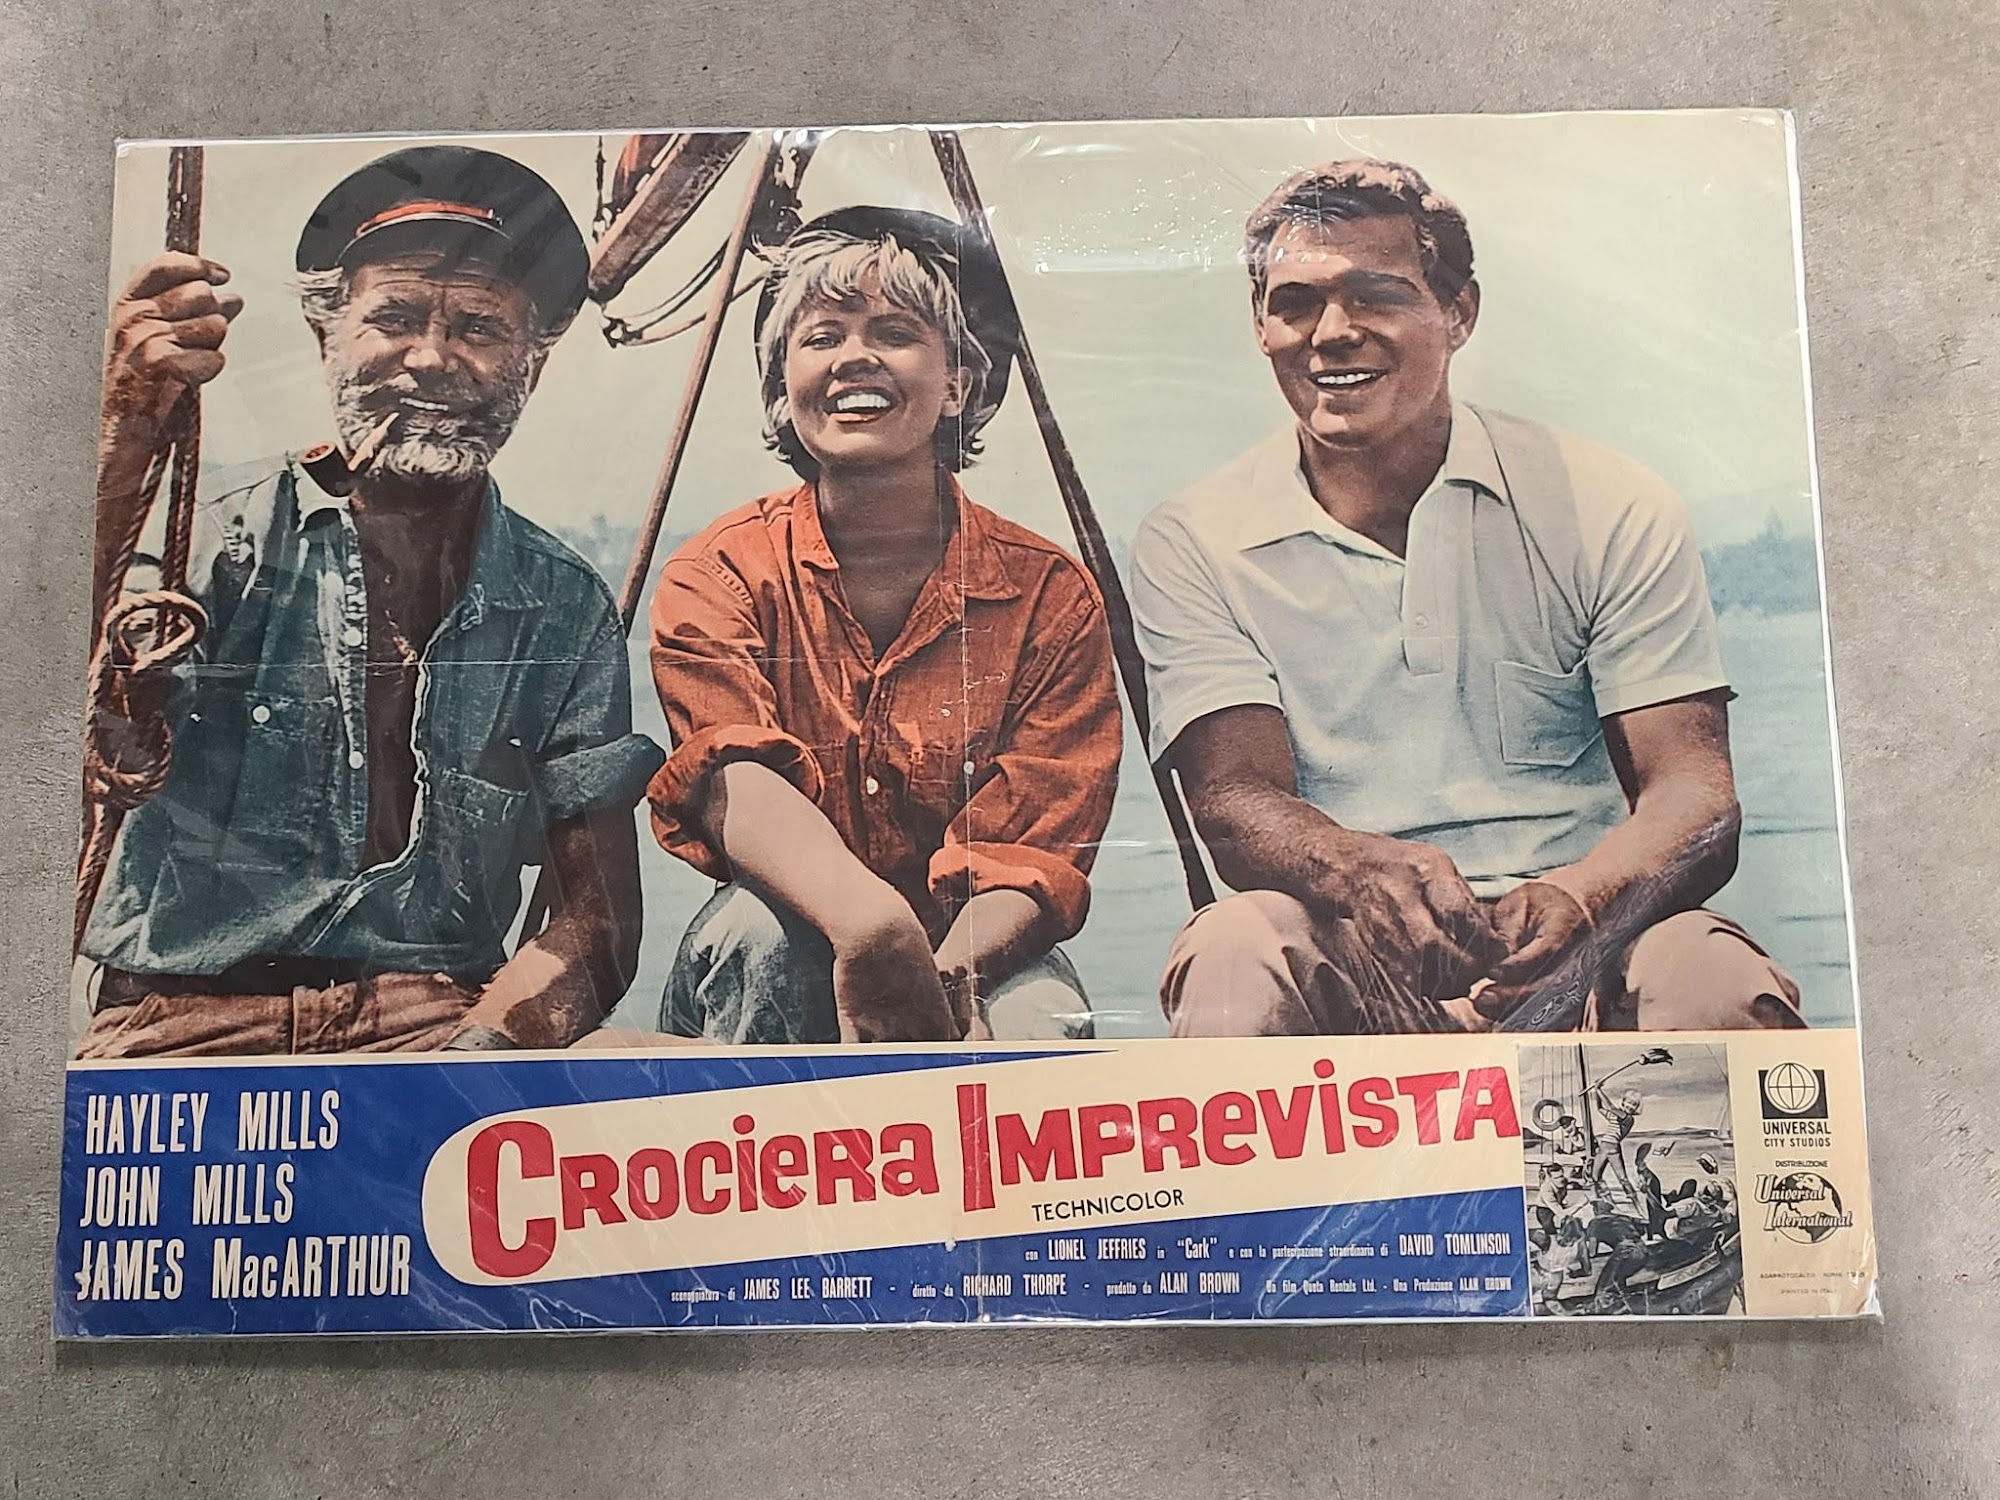 HAYLEY MILLS
JOHN MILLS
JAMES MacARTHUR
CROCIERA IMPREVISTA
TECHNICOLOR
con LIONEL JEFFRIES in "Cark" e con la partecipazione straordinaria di DAVID TOMLINSON
sceneggiatura di JAMES LEE BARRETT - diretto da RICHARD THORPE - prodotto da ALAN BROWN Un film Quota Rentals Ltd. - Una Produzione ALAN BROWN
UNIVERSAL
CITY STUDIOS
DISTRIBUZIONE
Universal
International
ROMA
PRINTED IN ITALY